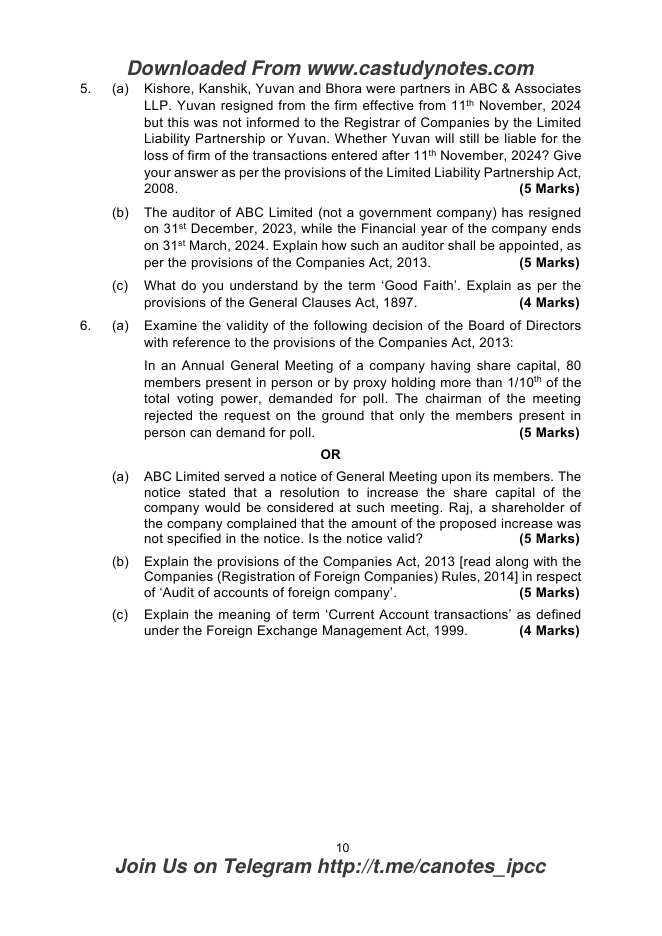 Downloaded From www.castudynotes.com
5. (a) Kishore, Kanshik, Yuvan and Bhora were partners in ABC & Associates
LLP. Yuvan resigned from the firm effective from 11th November, 2024
but this was not informed to the Registrar of Companies by the Limited
Liability Partnership or Yuvan. Whether Yuvan will still be liable for the
loss of firm of the transactions entered after 11th November, 2024? Give
your answer as per the provisions of the Limited Liability Partnership Act,
2008. (5 Marks)
(b) The auditor of ABC Limited (not a government company) has resigned
on 31st December, 2023, while the Financial year of the company ends
on 31st March, 2024. Explain how such an auditor shall be appointed, as
per the provisions of the Companies Act, 2013. (5 Marks)
(c) What do you understand by the term ‘Good Faith’. Explain as per the
provisions of the General Clauses Act, 1897. (4 Marks)
6. (a) Examine the validity of the following decision of the Board of Directors
with reference to the provisions of the Companies Act, 2013:
In an Annual General Meeting of a company having share capital, 80
members present in person or by proxy holding more than 1/10th of the
total voting power, demanded for poll. The chairman of the meeting
rejected the request on the ground that only the members present in
person can demand for poll. (5 Marks)
OR
(a) ABC Limited served a notice of General Meeting upon its members. The
notice stated that a resolution to increase the share capital of the
company would be considered at such meeting. Raj, a shareholder of
the company complained that the amount of the proposed increase was
not specified in the notice. Is the notice valid? (5 Marks)
(b) Explain the provisions of the Companies Act, 2013 [read along with the
Companies (Registration of Foreign Companies) Rules, 2014] in respect
of ‘Audit of accounts of foreign company’. (5 Marks)
(c) Explain the meaning of term ‘Current Account transactions’ as defined
under the Foreign Exchange Management Act, 1999. (4 Marks)
10
Join Us on Telegram http://t.me/canotes_ipcc